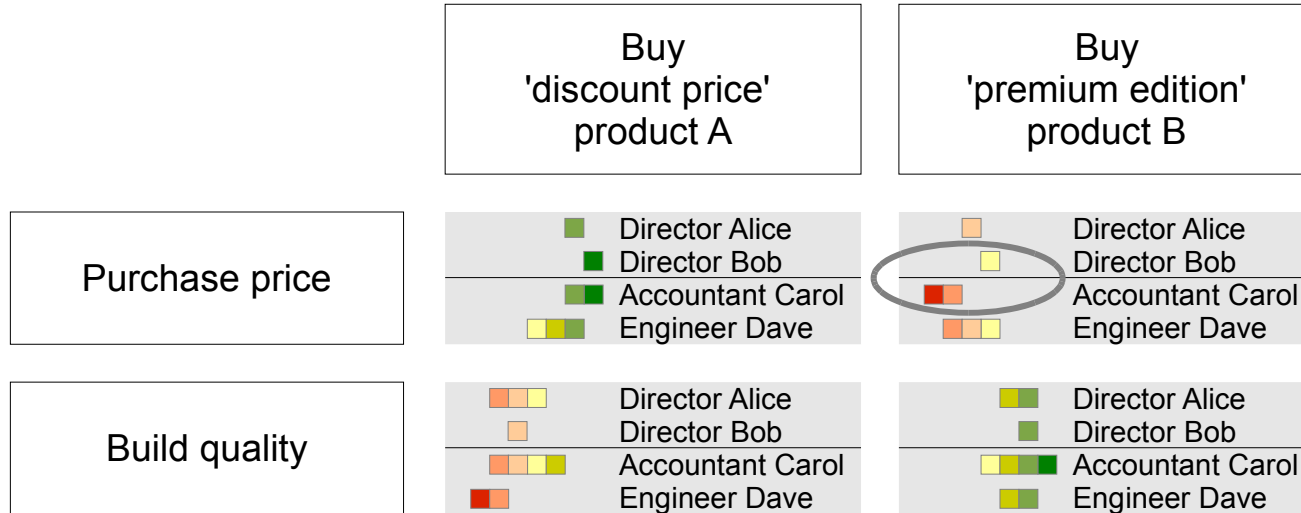 Buy
'discount price'
product A
Buy
'premium edition'
product B
Purchase price
Director Alice
Director Bob
Accountant Carol
Engineer Dave
Director Alice
Director Bob
Accountant Carol
Engineer Dave
Build quality
Director Alice
Director Bob
Accountant Carol
Engineer Dave
Director Alice
Director Bob
Accountant Carol
Engineer Dave